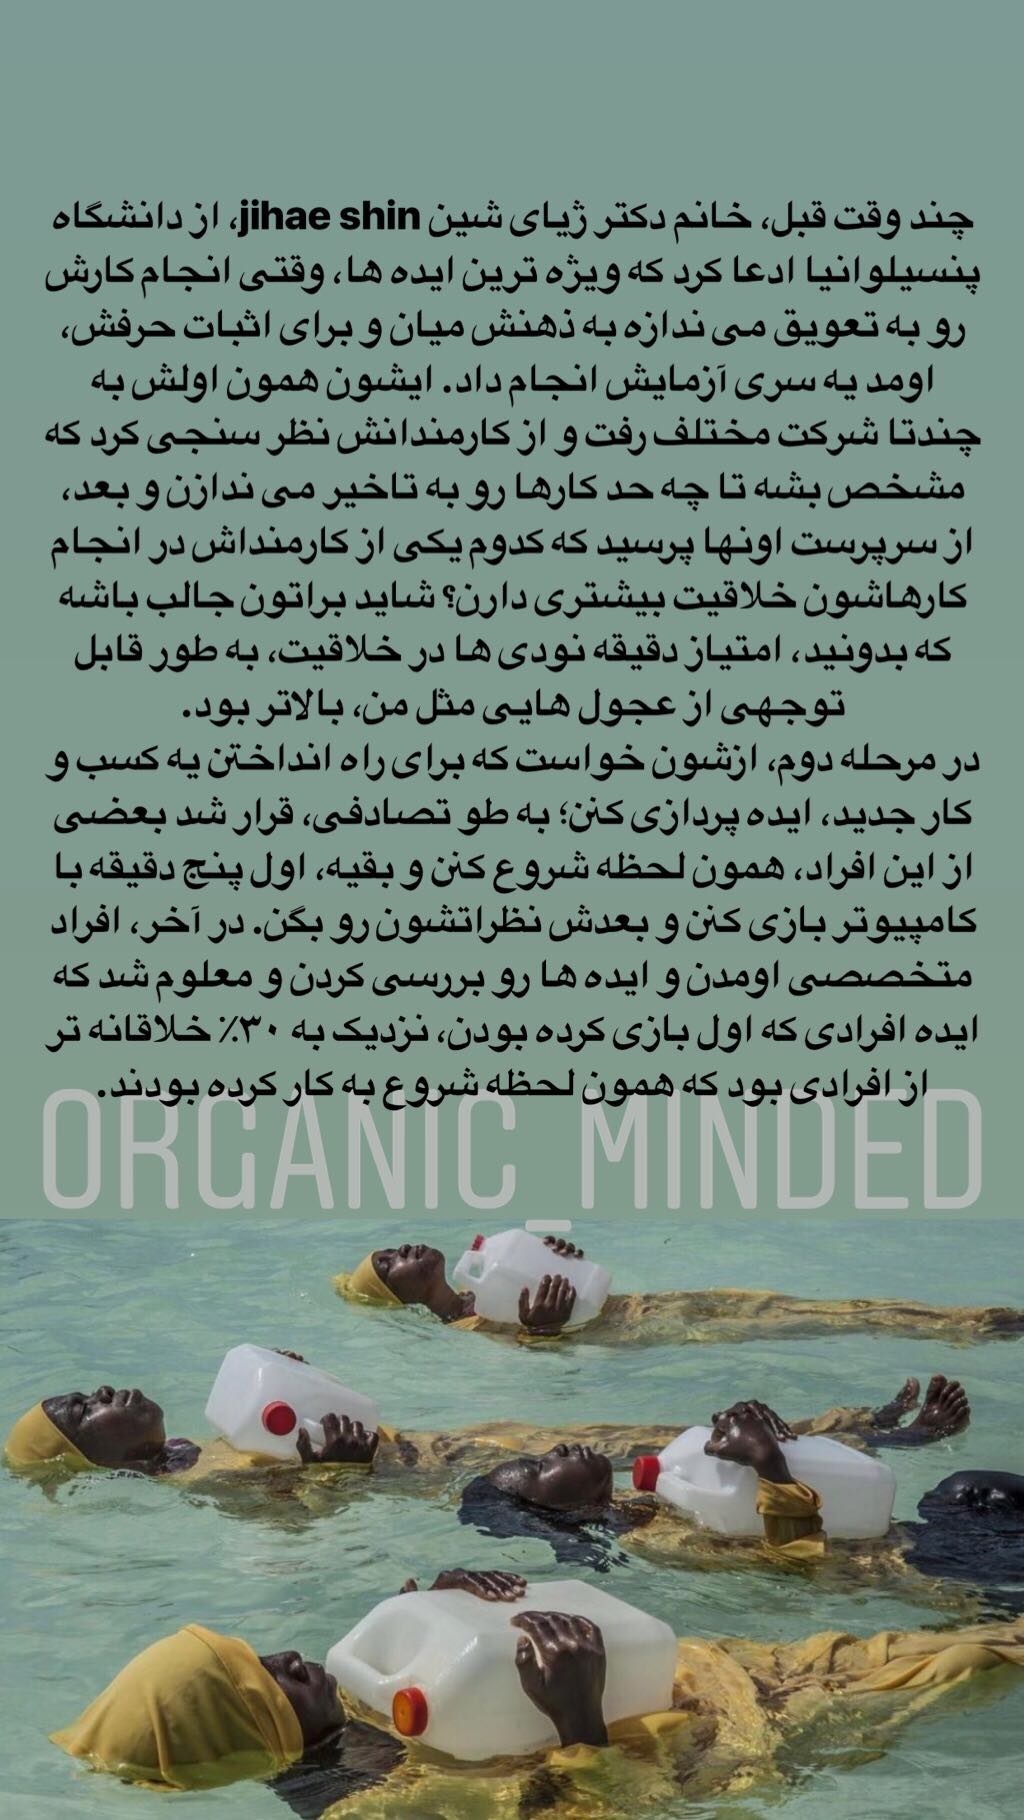 چند وقت قبل، خانم دکتر ژیای شین jihae shin، از دانشگاه
پنسیلوانیا ادعا کرد که ویژه ترین ایده ها، وقتی انجام کارش
رو به تعویق می ندازه به ذهنش میان و برای اثبات حرفش،
اومد یه سری آزمایش انجام داد. ایشون همون اولش به
چندتا شرکت مختلف رفت و از کارمندانش نظر سنجی کرد که
مشخص بشه تا چه حد کارها رو به تاخیر می ندازن و بعد،
از سرپرست اونها پرسید که کدوم یکی از کارمنداش در انجام
کارهاشون خلاقیت بیشتری دارن؟ شاید براتون جالب باشه
که بدونید، امتیاز دقیقه نودی ها در خلاقیت، به طور قابل
توجهی از عجول هایی مثل من، بالاتر بود.
در مرحله دوم، ازشون خواست که برای راه انداختن یه کسب و
کار جدید، ایده پردازی کنن؛ به طو تصادفی، قرار شد بعضی
از این افراد، همون لحظه شروع کنن و بقیه، اول پنج دقیقه با
کامپیوتر بازی کنن و بعدش نظراتشون رو بگن. در آخر، افراد
متخصصی اومدن و ایده ها رو بررسی کردن و معلوم شد که
ایده افرادی که اول بازی کرده بودن، نزدیک به ۳۰٪ خلاقانه تر
از افرادی بود که همون لحظه شروع به کار کرده بودند.
ORGANIC_MINDED